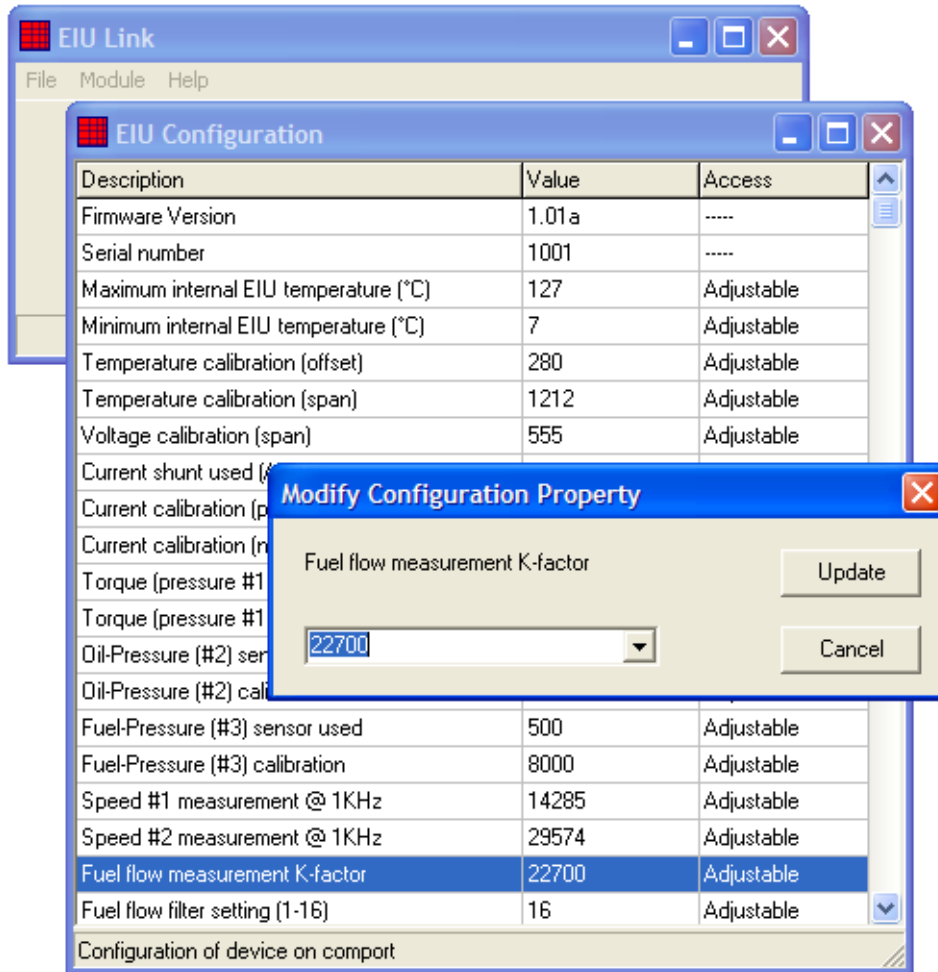 EIU Link
File Module Help
EIU Configuration
Description Value Access
Firmware Version 1.01a -----
Serial number 1001 -----
Maximum internal EIU temperature (°C) 127 Adjustable
Minimum internal EIU temperature (°C) 7 Adjustable
Temperature calibration (offset) 280 Adjustable
Temperature calibration (span) 1212 Adjustable
Voltage calibration (span) 555 Adjustable
Current shunt used
Current calibration
Current calibration
Torque (pressure #1
Torque (pressure #1
Oil-Pressure (#2)
Oil-Pressure (#2)
Modify Configuration Property
Fuel flow measurement K-factor
Update
22700
Cancel
Fuel-Pressure (#3) sensor used 500 Adjustable
Fuel-Pressure (#3) calibration 8000 Adjustable
Speed #1 measurement @ 1KHz 14285 Adjustable
Speed #2 measurement @ 1KHz 29574 Adjustable
Fuel flow measurement K-factor 22700 Adjustable
Fuel flow filter setting (1-16) 16 Adjustable
Configuration of device on comport